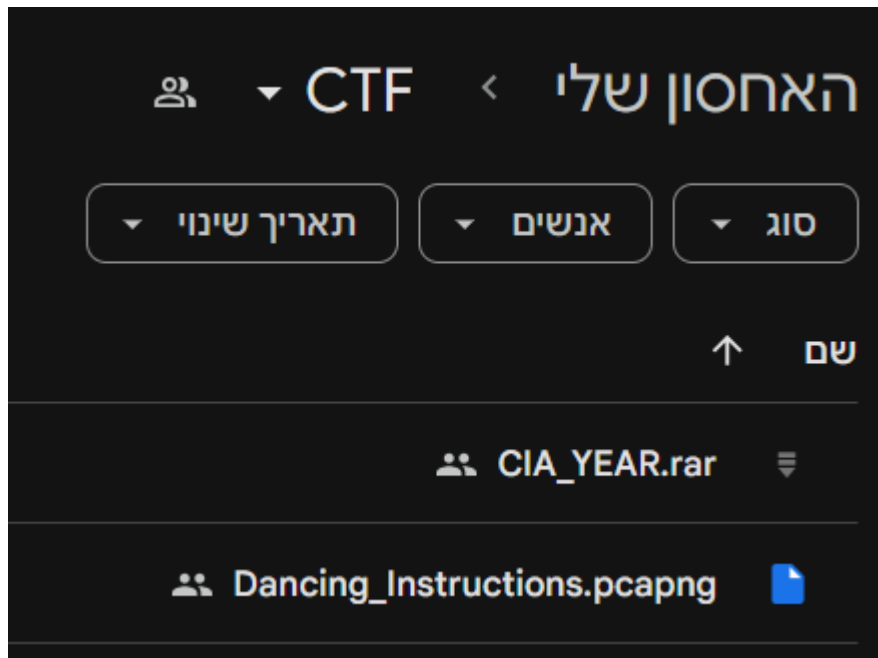 האחסון שלי > CTF
סוג אנשים תאריך שינוי
שם
CIA_YEAR.rar
Dancing_Instructions.pcapng